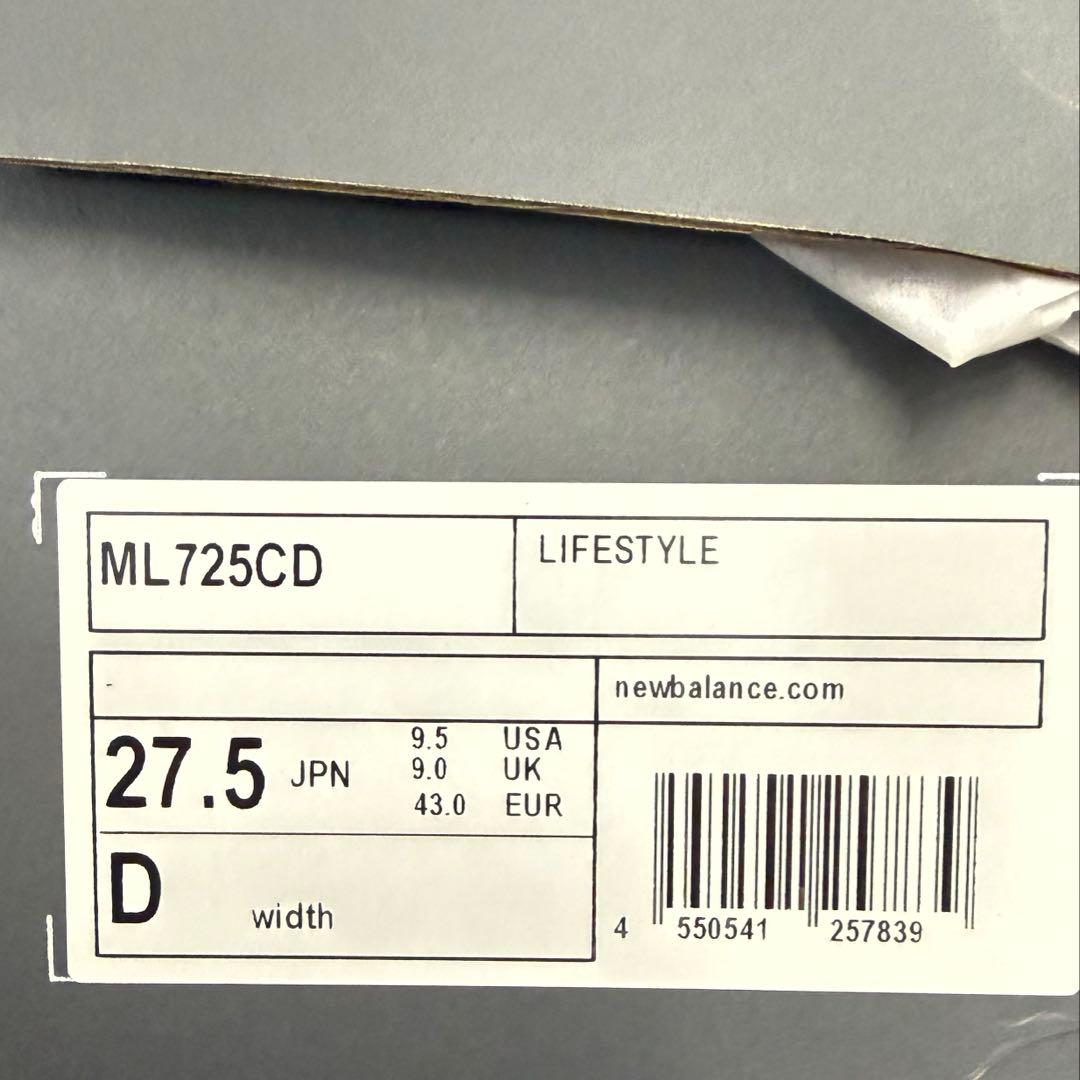 ML725CD
LIFESTYLE
-
newbalance.com
27.5 JPN
9.5 USA
9.0 UK
43.0 EUR
D width
4 550541 257839